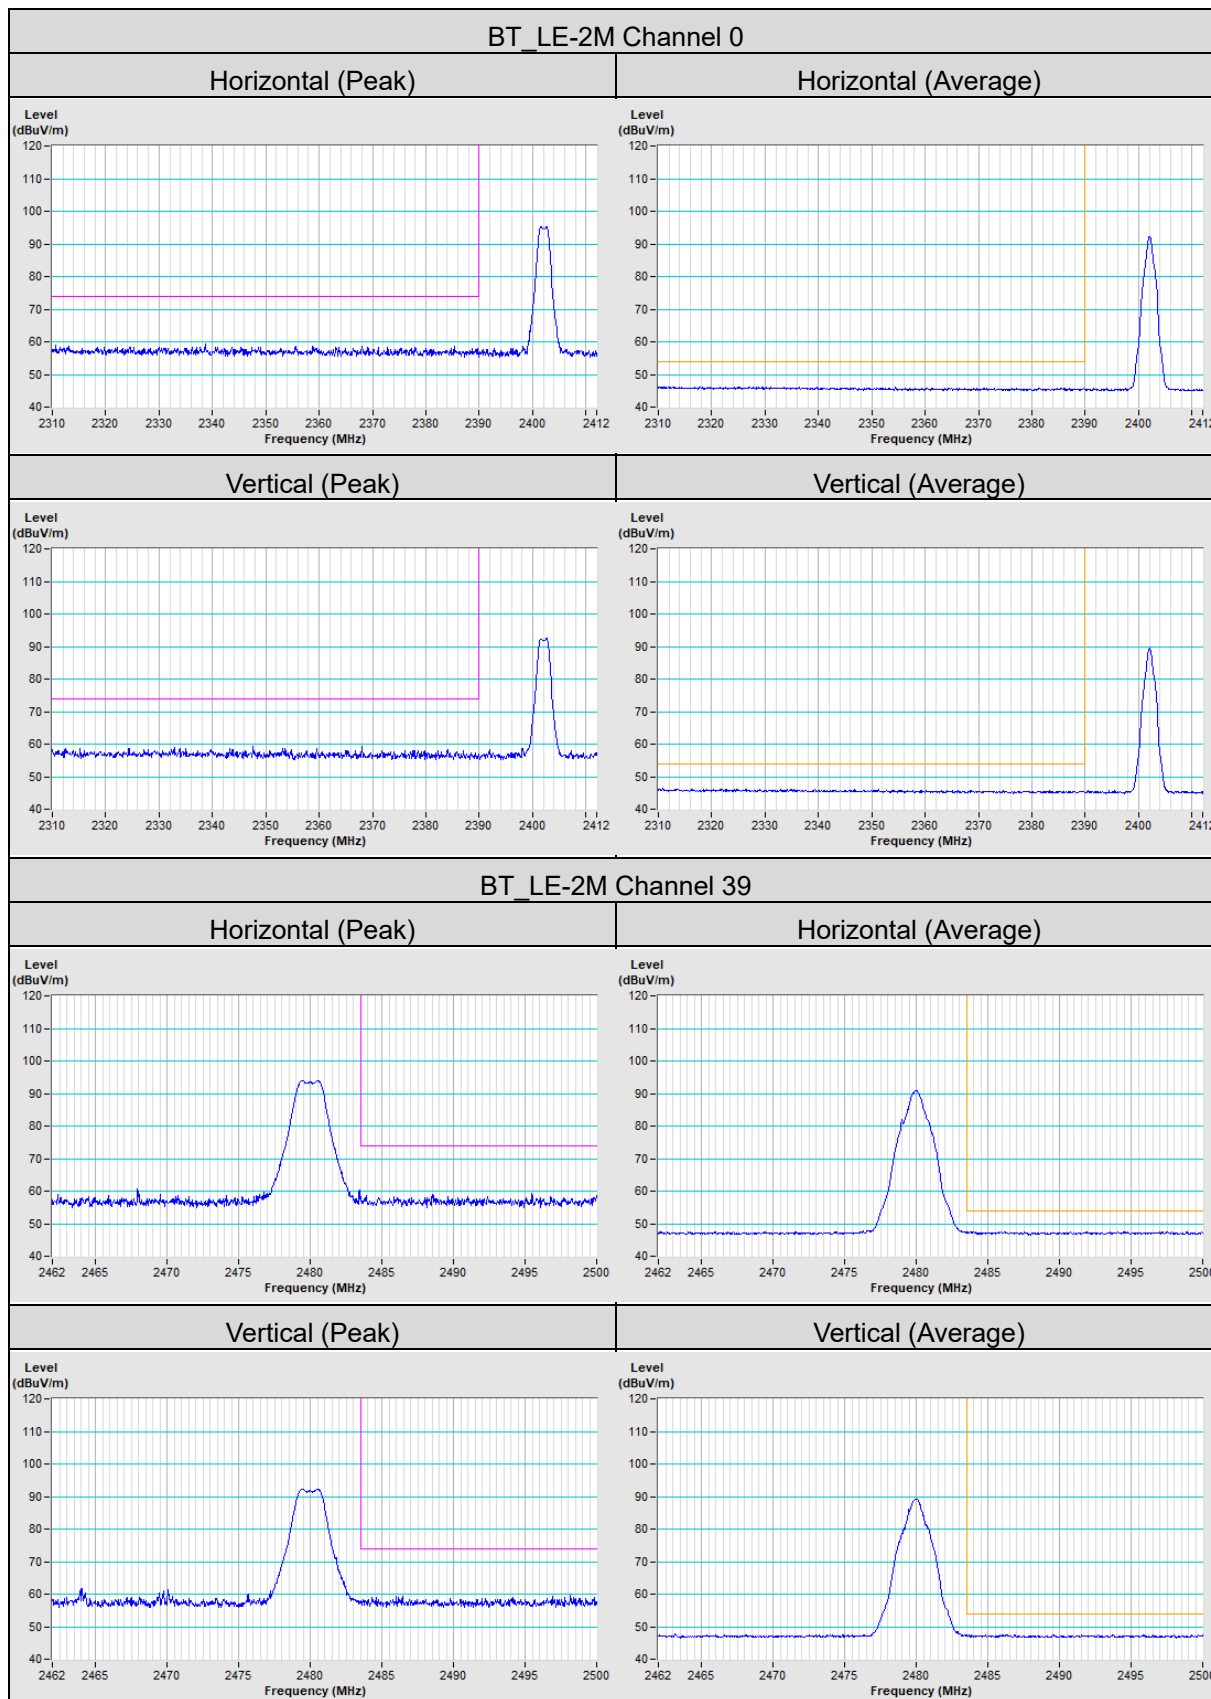 BT_LE-2M Channel 0
Horizontal (Peak)
Horizontal (Average)
Level
(dBuV/m)
120
110
100
90
80
70
60
50
40
2310 2320 2330 2340 2350 2360 2370 2380 2390 2400 2412
Frequency (MHz)
Level
(dBuV/m)
120
110
100
90
80
70
60
50
40
2310 2320 2330 2340 2350 2360 2370 2380 2390 2400 2412
Frequency (MHz)
Vertical (Peak)
Vertical (Average)
Level
(dBuV/m)
120
110
100
90
80
70
60
50
40
2310 2320 2330 2340 2350 2360 2370 2380 2390 2400 2412
Frequency (MHz)
Level
(dBuV/m)
120
110
100
90
80
70
60
50
40
2310 2320 2330 2340 2350 2360 2370 2380 2390 2400 2412
Frequency (MHz)
BT_LE-2M Channel 39
Horizontal (Peak)
Horizontal (Average)
Level
(dBuV/m)
120
110
100
90
80
70
60
50
40
2462 2465 2470 2475 2480 2485 2490 2495 2500
Frequency (MHz)
Level
(dBuV/m)
120
110
100
90
80
70
60
50
40
2462 2465 2470 2475 2480 2485 2490 2495 2500
Frequency (MHz)
Vertical (Peak)
Vertical (Average)
Level
(dBuV/m)
120
110
100
90
80
70
60
50
40
2462 2465 2470 2475 2480 2485 2490 2495 2500
Frequency (MHz)
Level
(dBuV/m)
120
110
100
90
80
70
60
50
40
2462 2465 2470 2475 2480 2485 2490 2495 2500
Frequency (MHz)